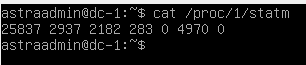 astraadmin@dc-1:~$ cat /proc/1/statm
25837 2937 2182 283 0 4970 0
astraadmin@dc-1:~$